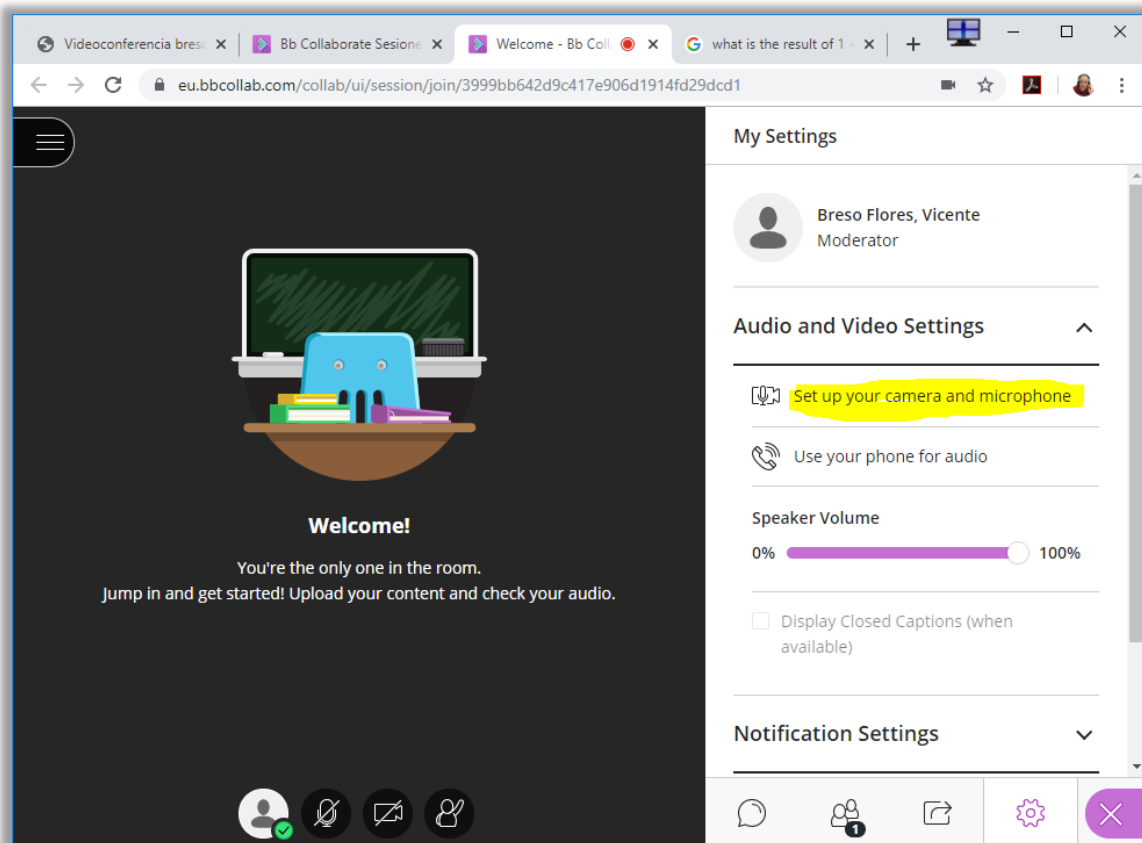 Videoconferencia bresc
Bb Collaborate Sesione
Welcome - Bb Coll
what is the result of 1 -
eu.bbcollab.com/collab/ui/session/join/3999bb642d9c417e906d1914fd29dcd1
My Settings
Breso Flores, Vicente
Moderator
Audio and Video Settings
Set up your camera and microphone
Use your phone for audio
Speaker Volume
0% 100%
Display Closed Captions (when
available)
Notification Settings
Welcome!
You're the only one in the room.
Jump in and get started! Upload your content and check your audio.
1